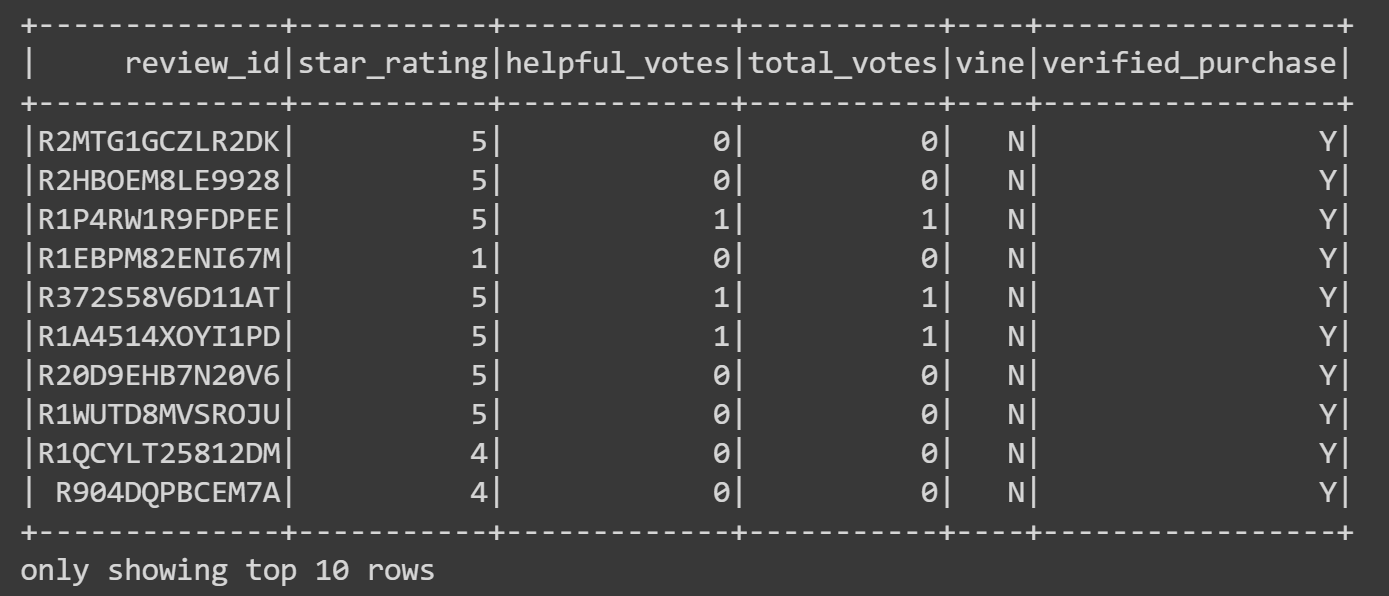 +--------------+-----------+-------------+-----------+----+-----------------+
|     review_id|star_rating|helpful_votes|total_votes|vine|verified_purchase|
+--------------+-----------+-------------+-----------+----+-----------------+
|R2MTG1GCZLR2DK|          5|            0|          0|   N|                Y|
|R2HBOEM8LE9928|          5|            0|          0|   N|                Y|
|R1P4RW1R9FDPEE|          5|            1|          1|   N|                Y|
|R1EBPM82ENI67M|          1|            0|          0|   N|                Y|
|R372S58V6D11AT|          5|            1|          1|   N|                Y|
|R1A4514XOYI1PD|          5|            1|          1|   N|                Y|
|R20D9EHB7N20V6|          5|            0|          0|   N|                Y|
|R1WUTD8MVSROJU|          5|            0|          0|   N|                Y|
|R1QCYLT25812DM|          4|            0|          0|   N|                Y|
| R904DQPBCEM7A|          4|            0|          0|   N|                Y|
+--------------+-----------+-------------+-----------+----+-----------------+
only showing top 10 rows